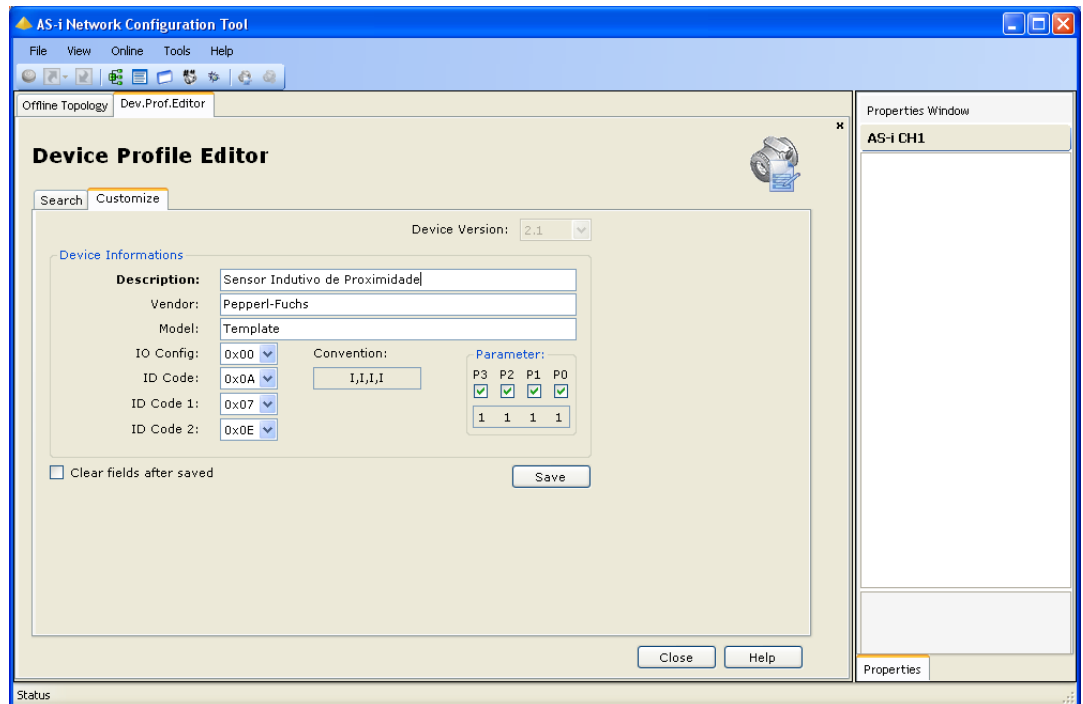 AS-i Network Configuration Tool
File View Online Tools Help
Offline Topology Dev.Prof.Editor
Properties Window
AS-i CH1
Device Profile Editor
Search Customize
Device Version: 2.1
Device Informations
Description: Sensor Indutivo de Proximidade
Vendor: Pepperl-Fuchs
Model: Template
IO Config: 0x00 Convention: Parameter:
ID Code: 0x0A I,I,I,I P3 P2 P1 P0
ID Code 1: 0x07
1 1 1 1
ID Code 2: 0x0E
Clear fields after saved Save
Close Help
Properties
Status